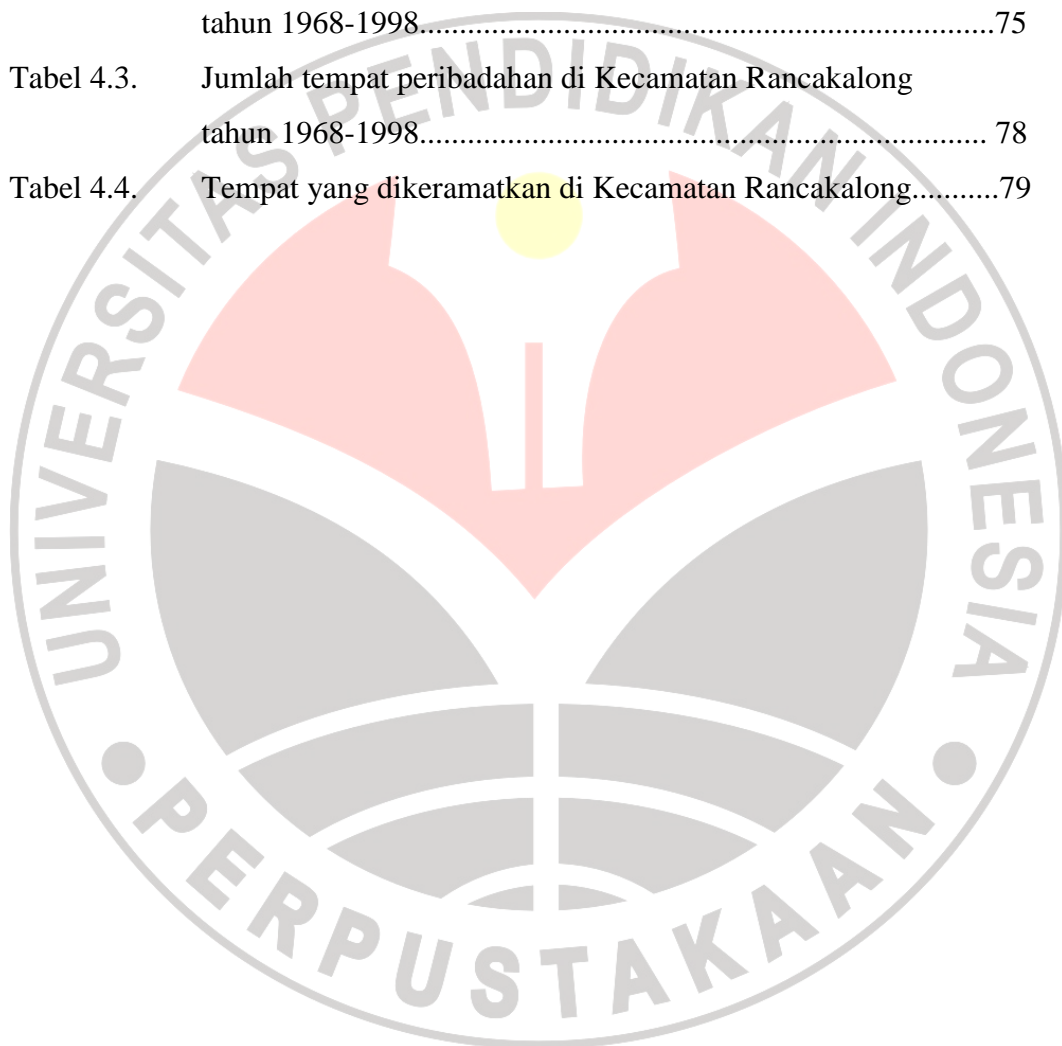 tahun 1968-1998........................................................................75
Tabel 4.3. Jumlah tempat peribadahan di Kecamatan Rancakalong
tahun 1968-1998....................................................................... 78
Tabel 4.4. Tempat yang dikeramatkan di Kecamatan Rancakalong...........79
UNIVERSITAS PENDIDIKAN INDONESIA
PERPUSTAKAAN